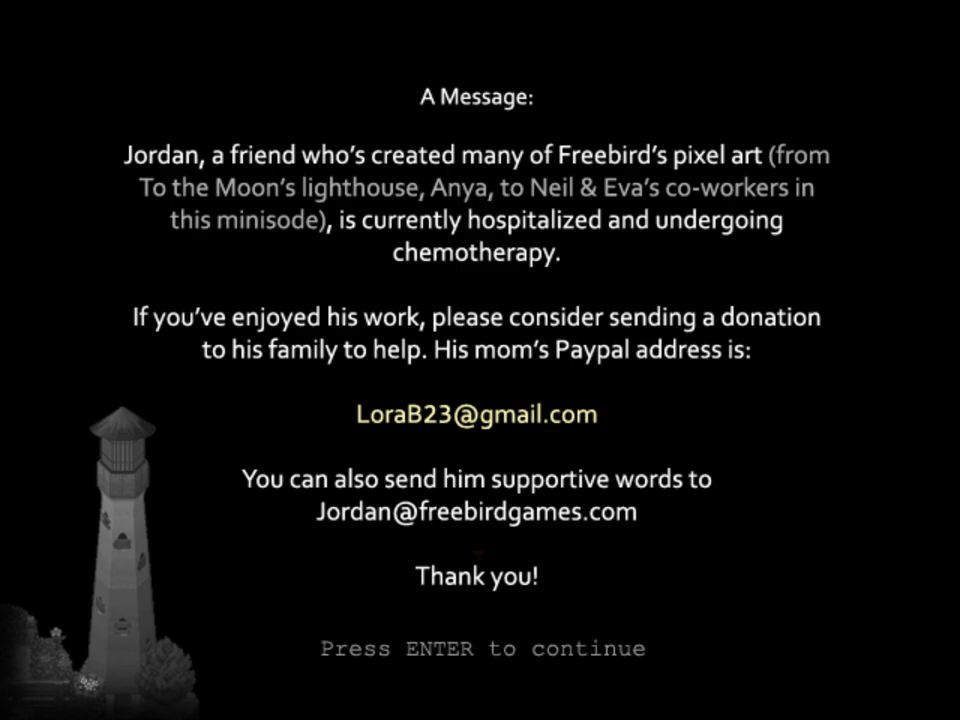 A Message:
Jordan, a friend who's created many of Freebird's pixel art (from
To the Moon's lighthouse, Anya, to Neil & Eva's co-workers in
this minisode), is currently hospitalized and undergoing
chemotherapy.
If you've enjoyed his work, please consider sending a donation
to his family to help. His mom's Paypal address is:
LoraB23@gmail.com
You can also send him supportive words to
Jordan@freebirdgames.com
Thank you!
Press ENTER to continue